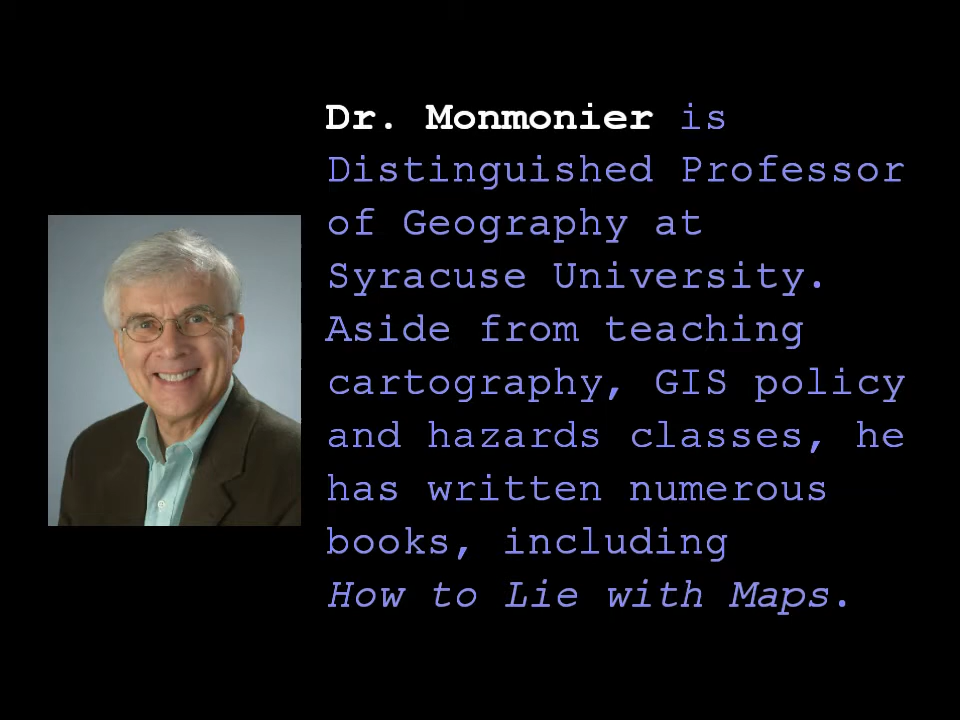 Dr. Monmonier is
Distinguished Professor
of Geography at
Syracuse University.
Aside from teaching
cartography, GIS policy
and hazards classes, he
has written numerous
books, including
How to Lie with Maps.